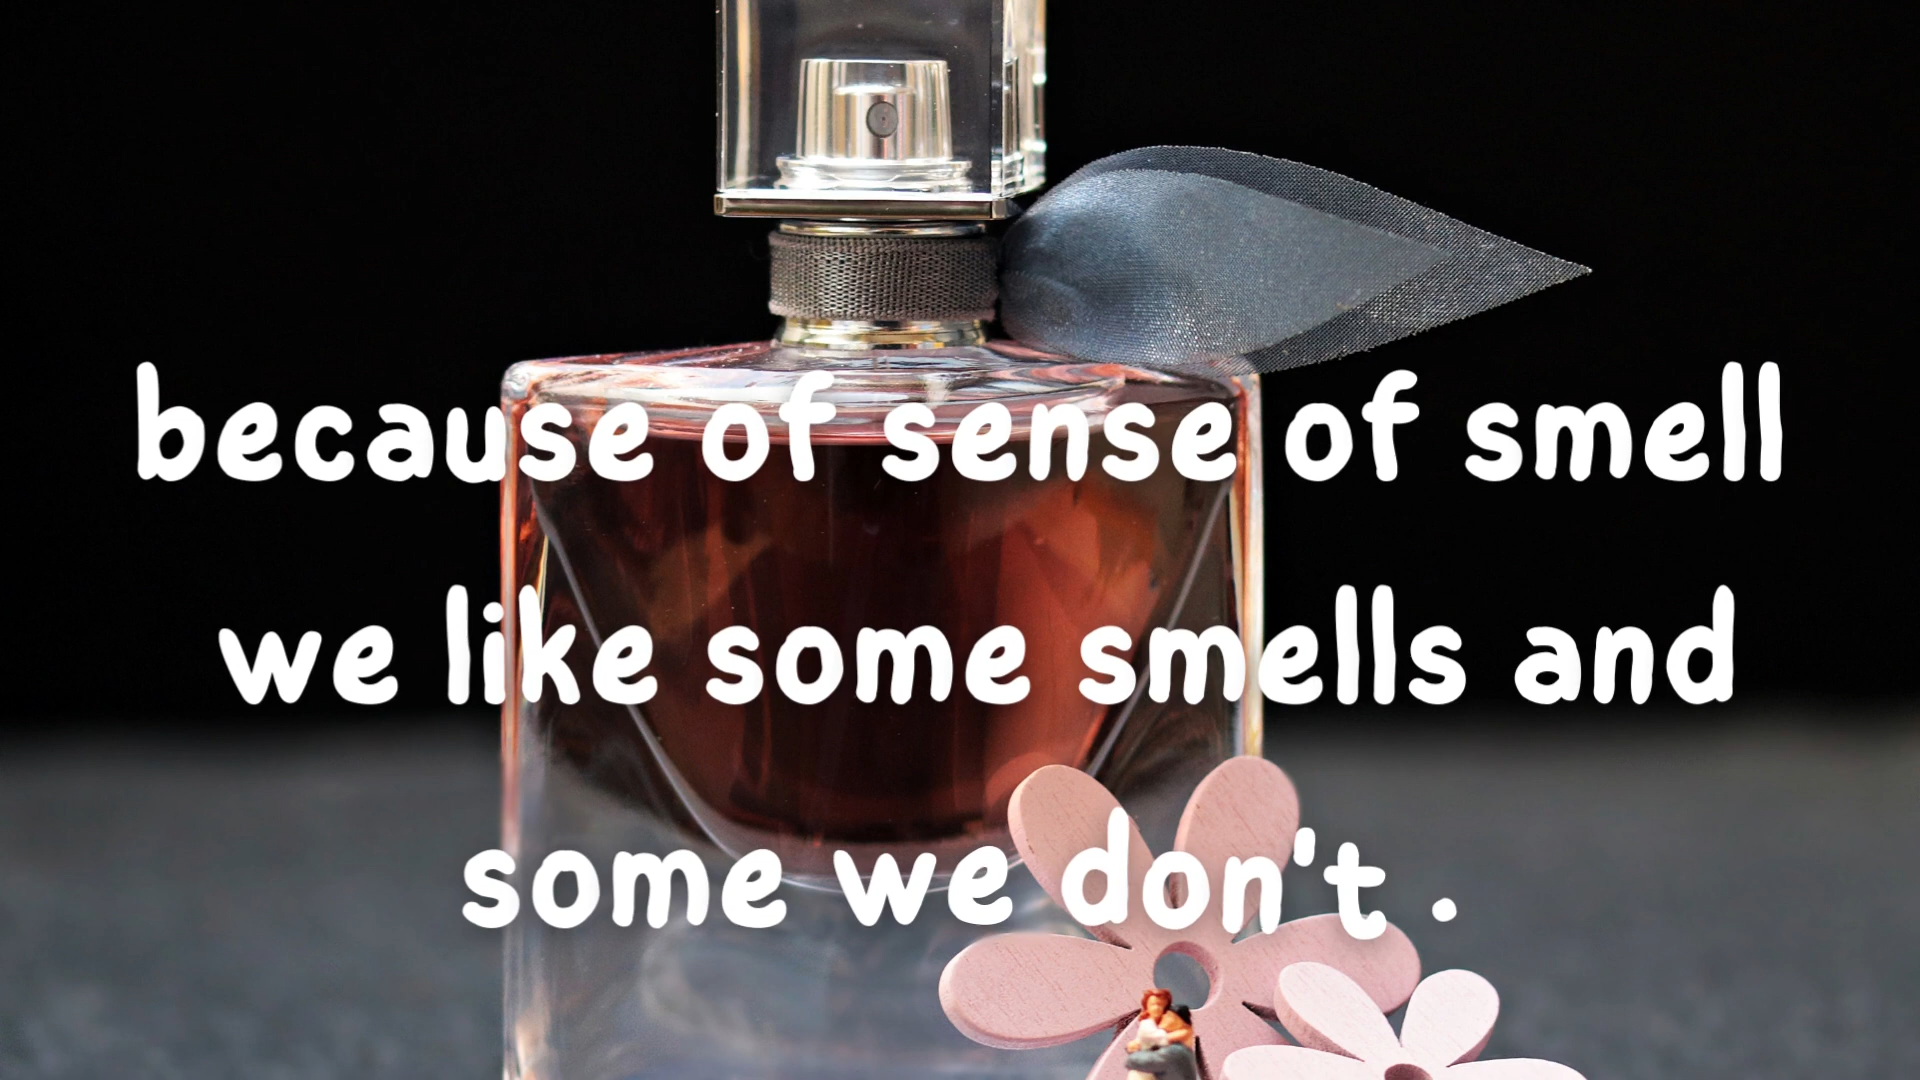 because of sense of smell
we like some smells and
some we don't .